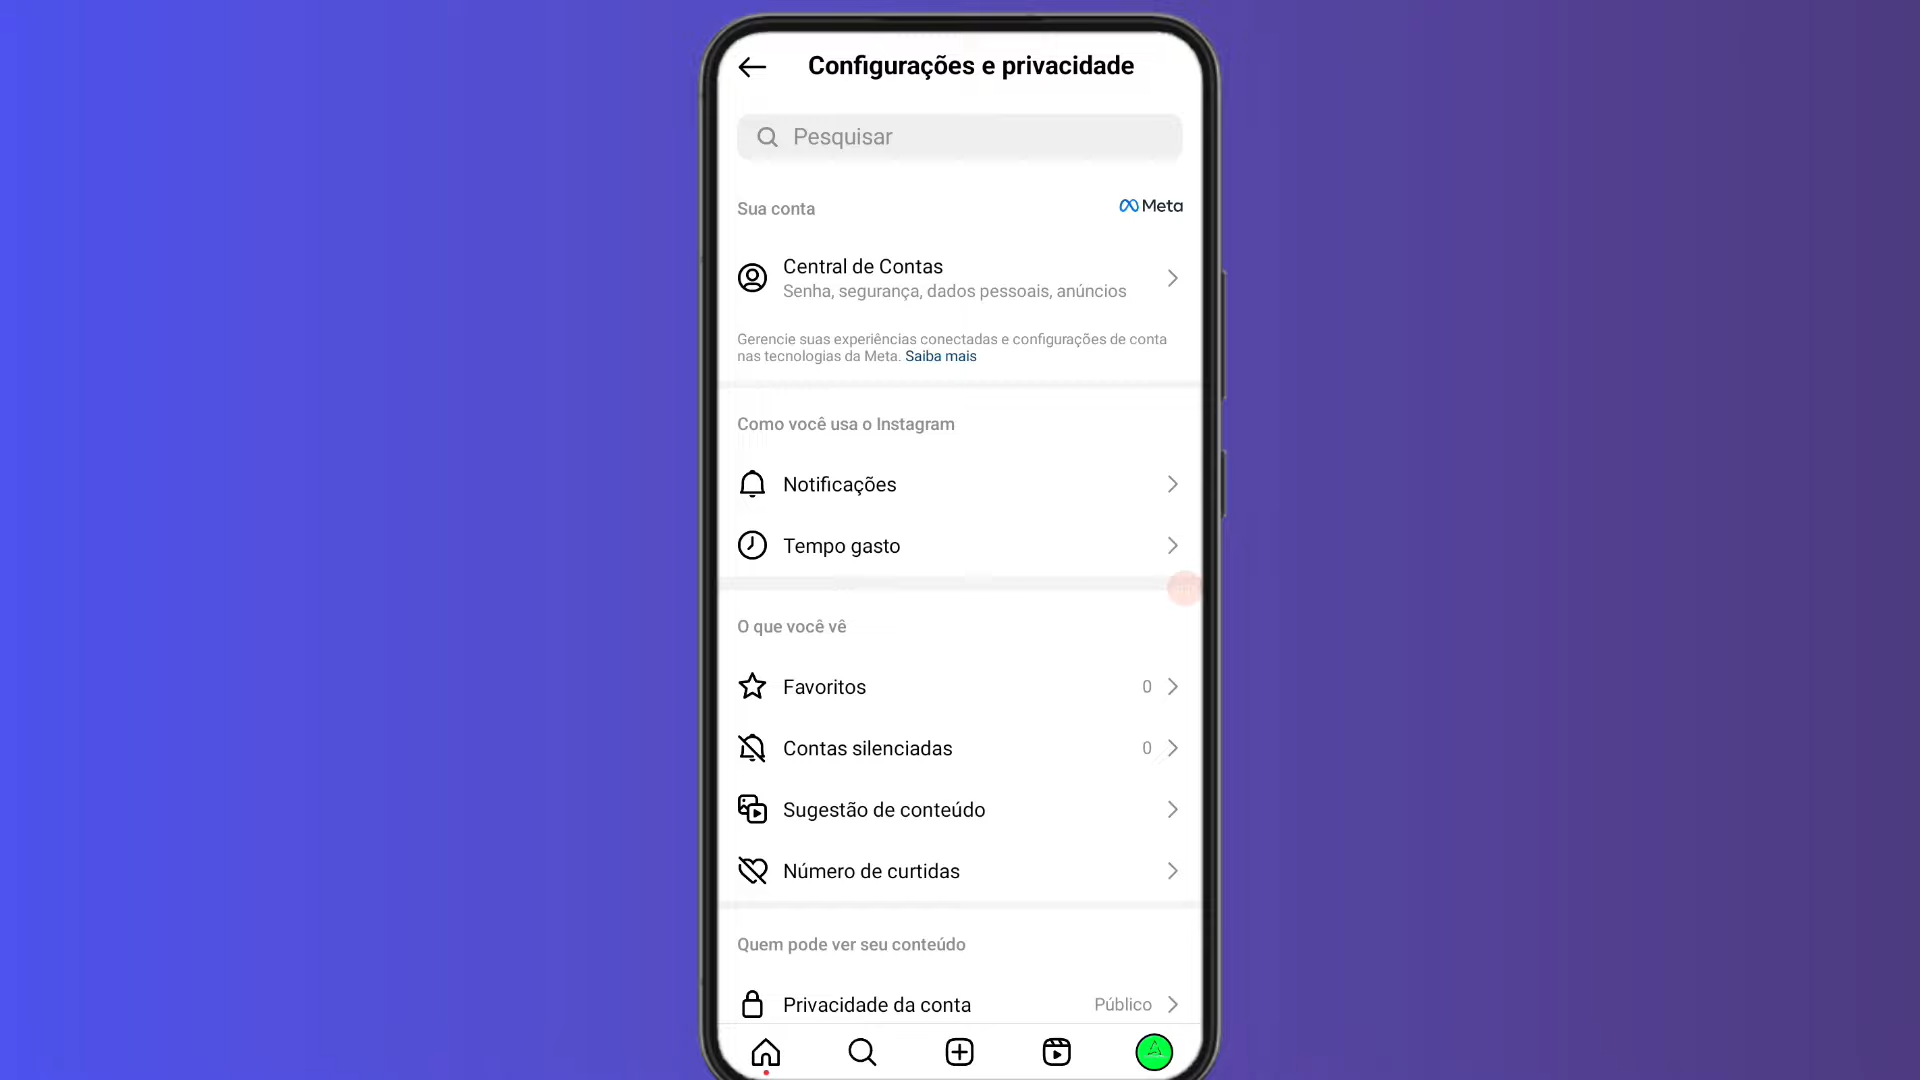 Configurações e privacidade
Pesquisar
Sua conta
Meta
Central de Contas
Senha, segurança, dados pessoais, anúncios
Gerencie suas experiências conectadas e configurações de conta
nas tecnologias da Meta. Saiba mais
Como você usa o Instagram
Notificações
Tempo gasto
O que você vê
Favoritos 0
Contas silenciadas 0
Sugestão de conteúdo
Número de curtidas
Quem pode ver seu conteúdo
Privacidade da conta Público